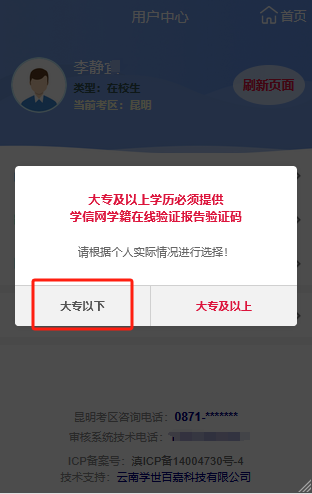 用户中心
首页
李静
类型：在校生
当前考区：昆明
刷新页面
大专及以上学历必须提供
学信网学籍在线验证报告验证码
请根据个人实际情况进行选择!
大专以下
大专及以上
昆明考区咨询电话：0871-*******
审核系统技术电话：
ICP备案号：滇ICP备14004730号-4
技术支持：云南学世百嘉科技有限公司